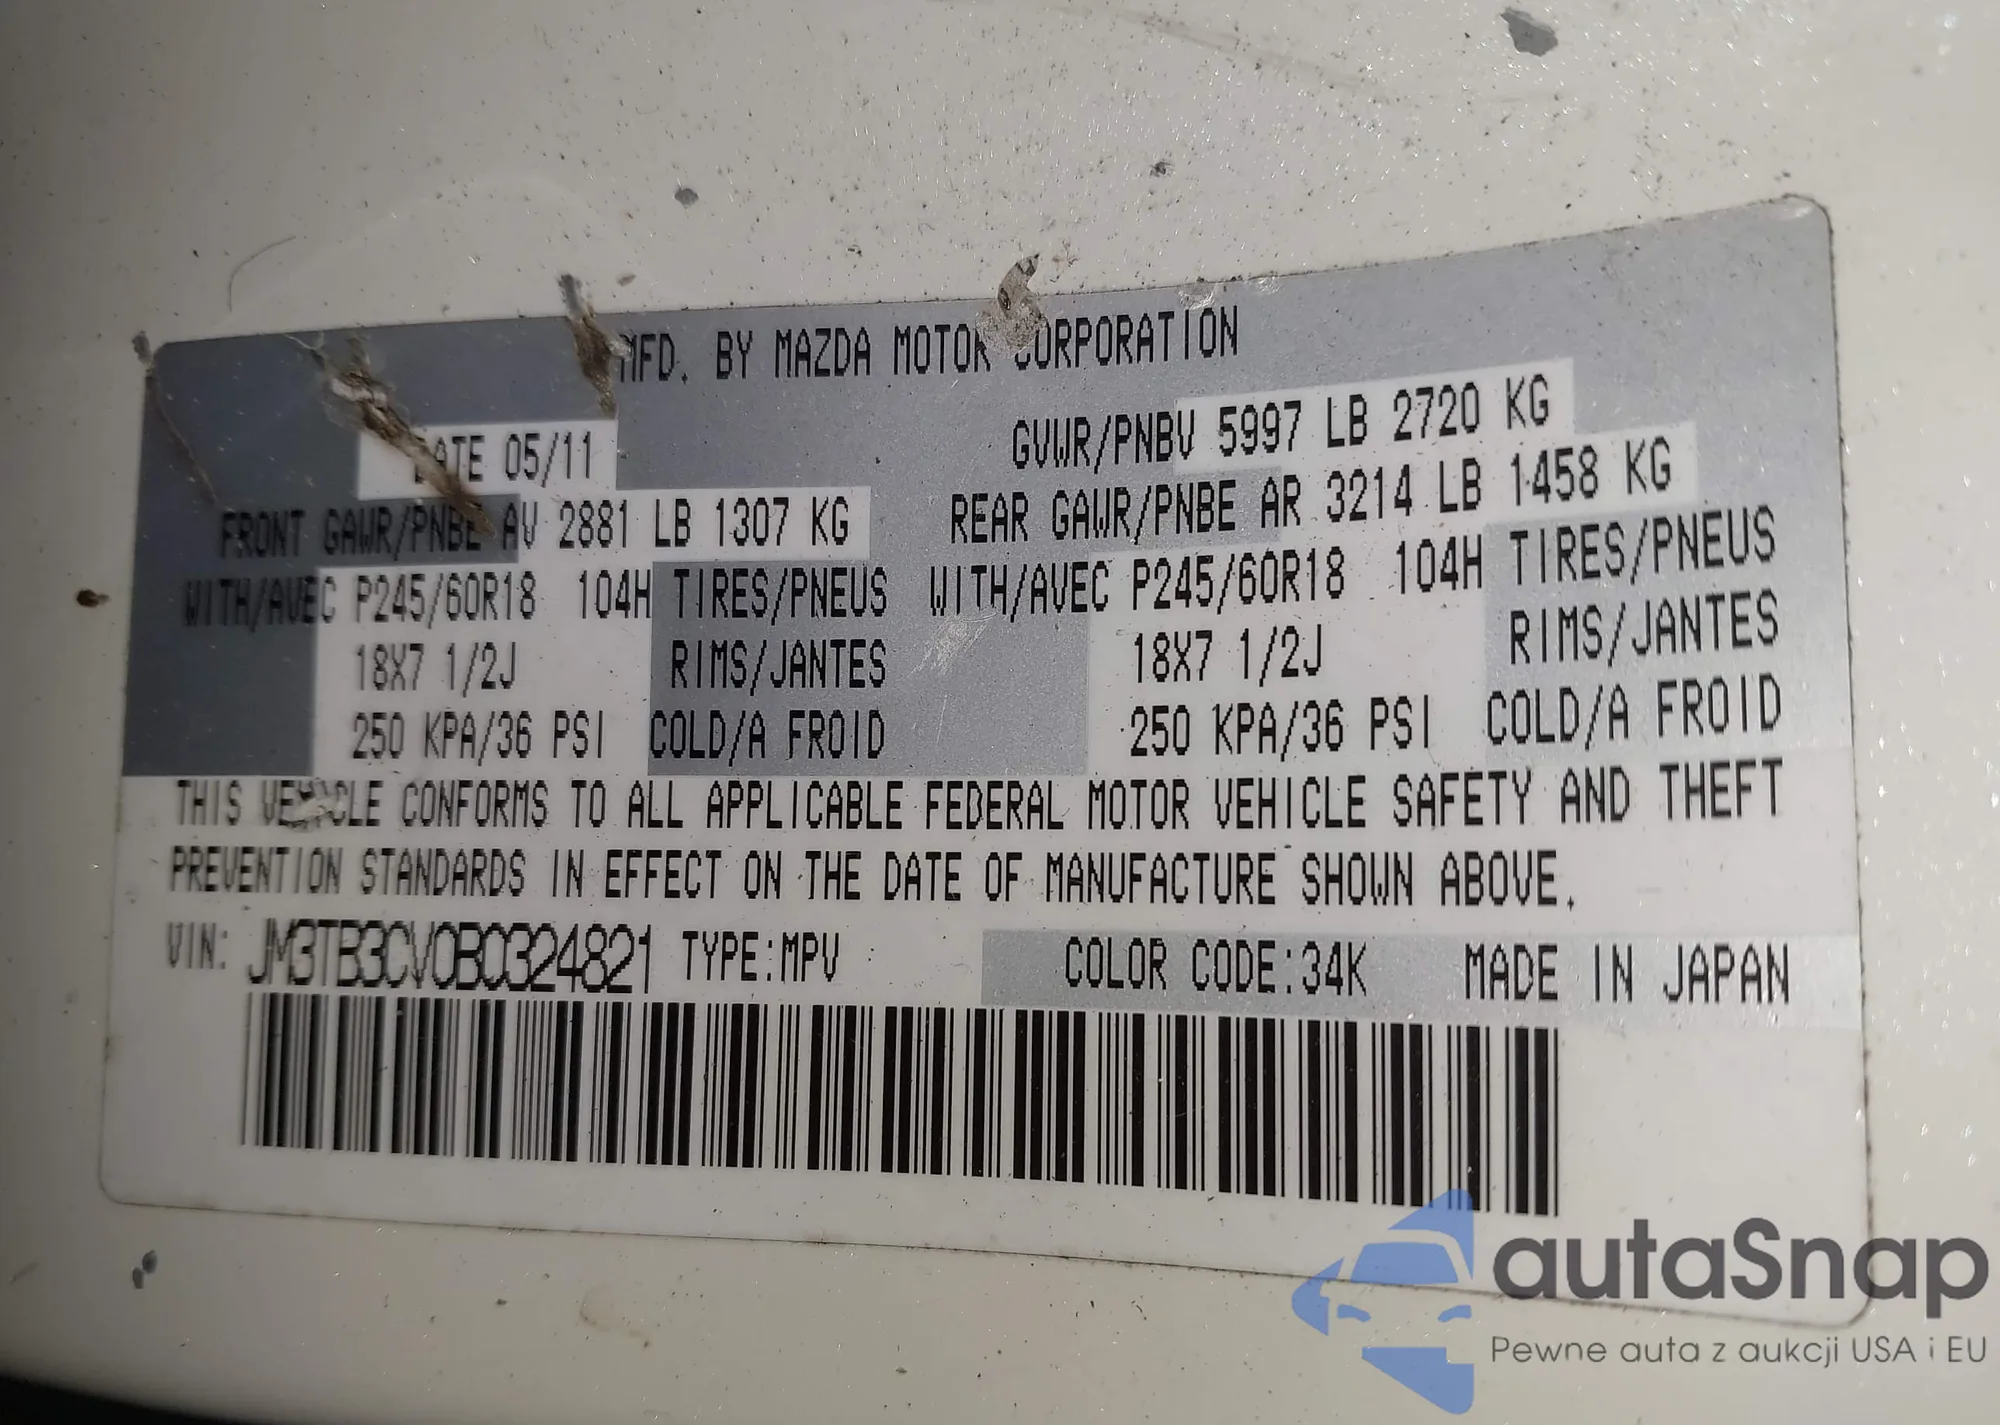 MFD. BY MAZDA MOTOR CORPORATION
DATE 05/11 GVWR/PNBV 5997 LB 2720 KG
FRONT GAWR/PNBE AV 2881 LB 1307 KG REAR GAWR/PNBE AR 3214 LB 1458 KG
WITH/AVEC P245/60R18 104H TIRES/PNEUS WITH/AVEC P245/60R18 104H TIRES/PNEUS
18X7 1/2J RIMS/JANTES 18X7 1/2J RIMS/JANTES
250 KPA/36 PSI COLD/A FROID 250 KPA/36 PSI COLD/A FROID
THIS VEHICLE CONFORMS TO ALL APPLICABLE FEDERAL MOTOR VEHICLE SAFETY AND THEFT
PREVENTION STANDARDS IN EFFECT ON THE DATE OF MANUFACTURE SHOWN ABOVE.
VIN: JM3TB3CV0B0324821 TYPE:MPV COLOR CODE:34K MADE IN JAPAN
autaSnap
Pewne auta z aukcji USA i EU